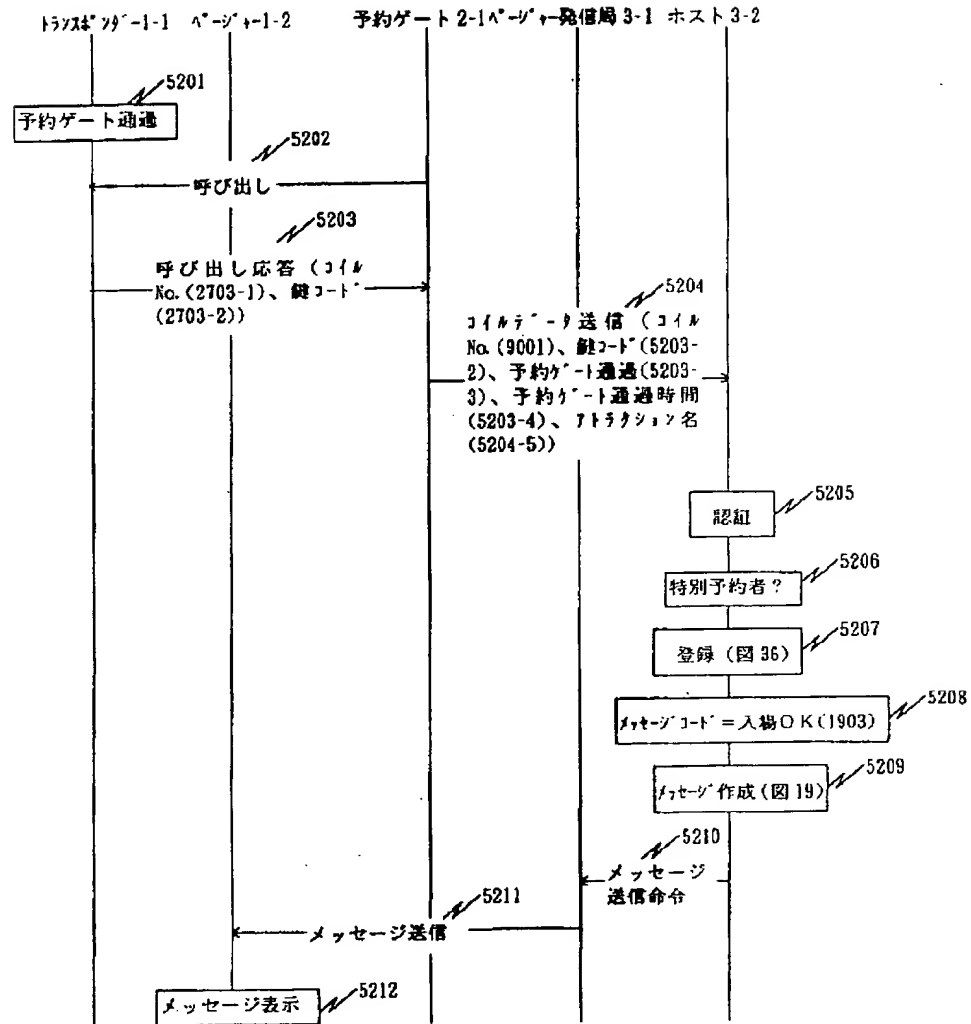 トランスポンダー1-1 ページャー1-2 予約ゲート2-1 ページャー発信局3-1 ホスト3-2
5201
予約ゲート通過
5202
呼び出し
5203
呼び出し応答(コイル
No.(2703-1)、鍵コード
(2703-2))
5204
コイルデータ送信(コイル
No.(9001)、鍵コード(5203-
2)、予約ゲート通過(5203-
3)、予約ゲート通過時間
(5203-4)、アトラクション名
(5204-5))
5205
認証
5206
特別予約者?
5207
登録(図36)
5208
メッセージコード=入場OK(1903)
5209
メッセージ作成(図19)
5210
メッセージ
送信命令
5211
メッセージ送信
5212
メッセージ表示